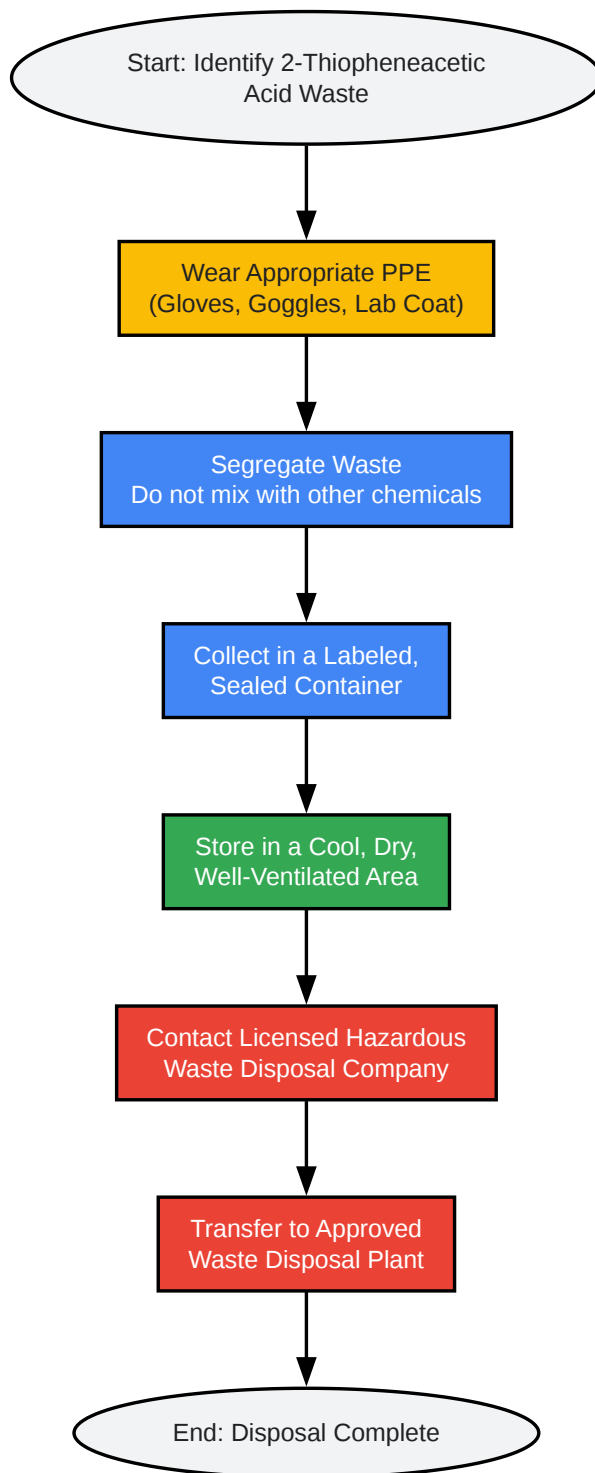 Start: Identify 2-Thiopheneacetic
Acid Waste
Wear Appropriate PPE
(Gloves, Goggles, Lab Coat)
Segregate Waste
Do not mix with other chemicals
Collect in a Labeled,
Sealed Container
Store in a Cool, Dry,
Well-Ventilated Area
Contact Licensed Hazardous
Waste Disposal Company
Transfer to Approved
Waste Disposal Plant
End: Disposal Complete